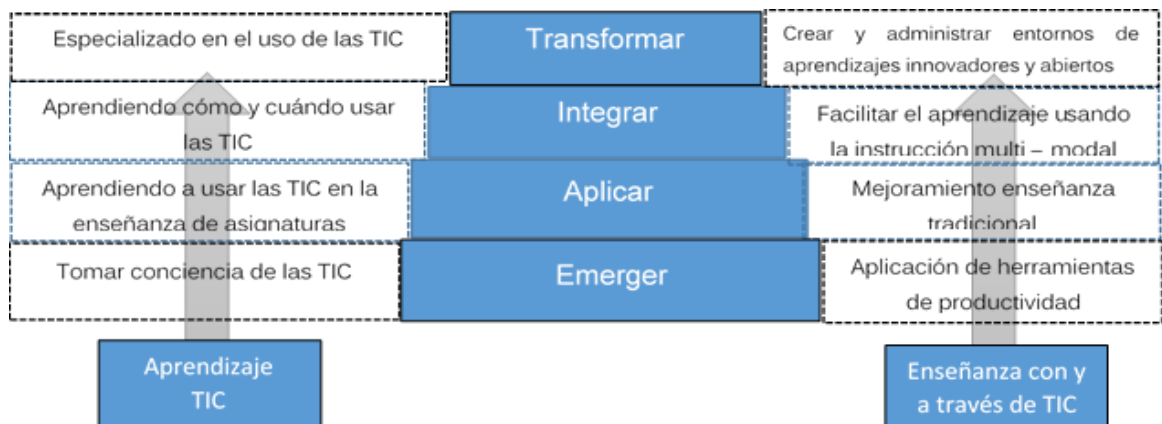 Especializado en el uso de las TIC
Transformar
Crear y administrar entornos de
aprendizajes innovadores y abiertos
Aprendiendo cómo y cuándo usar
las TIC
Integrar
Facilitar el aprendizaje usando
la instrucción multi – modal
Aprendiendo a usar las TIC en la
enseñanza de asignaturas
Aplicar
Mejoramiento enseñanza
tradicional
Tomar conciencia de las TIC
Emerger
Aplicación de herramientas
de productividad
Aprendizaje
TIC
Enseñanza con y
a través de TIC